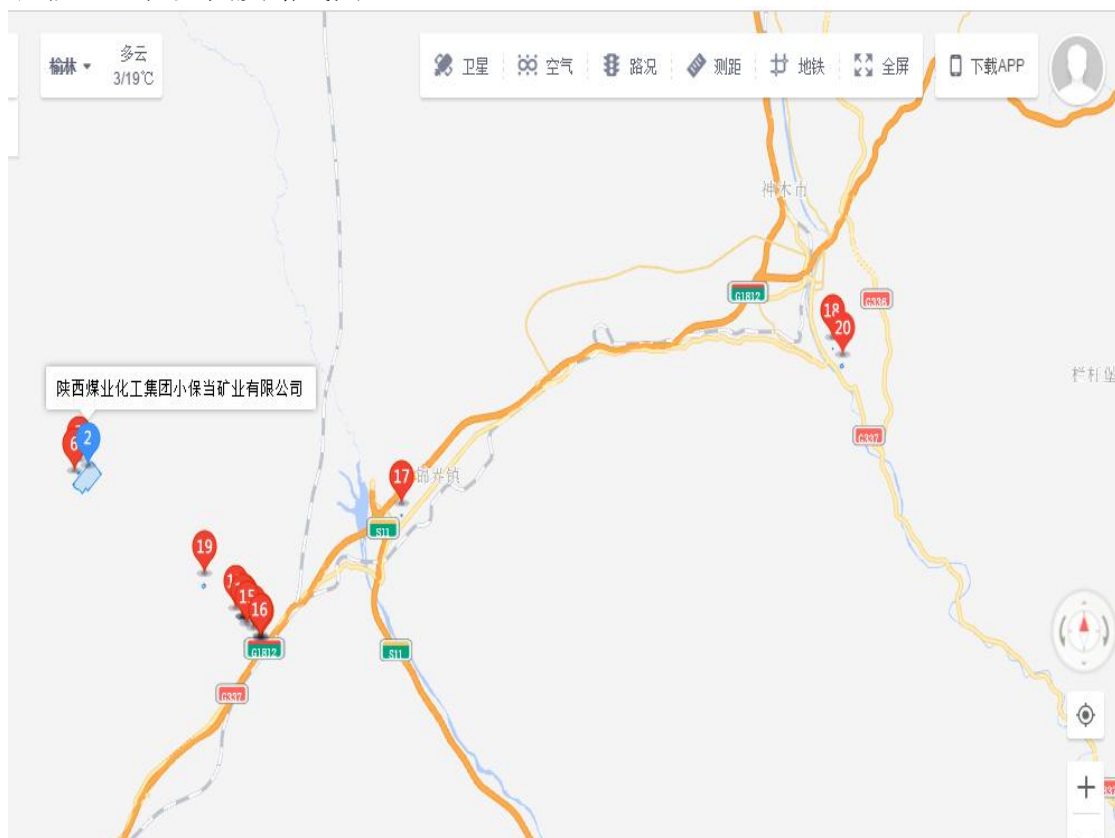 榆林
多云
3/19℃
卫星
空气
路况
测距
地铁
全屏
下载APP
神木市
G1812
G336
18
20
栏杆堡
陕西煤业化工集团小保当矿业有限公司
6
2
G337
17
锦界镇
S11
19
15
16
G1812
S11
G337